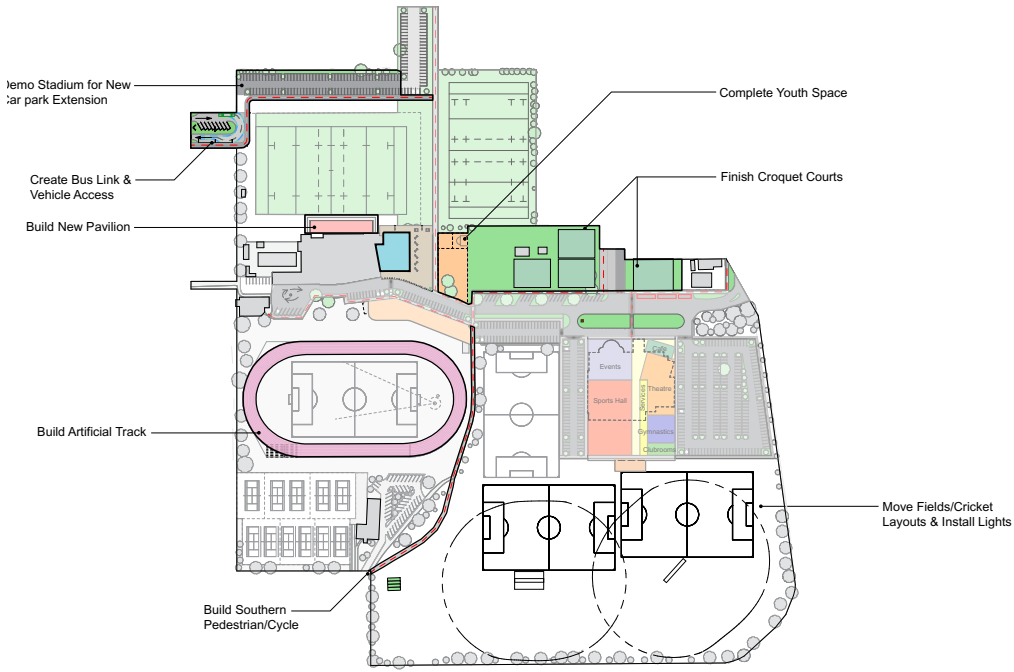 Demo Stadium for New
Car park Extension
Complete Youth Space
Create Bus Link &
Vehicle Access
Finish Croquet Courts
Build New Pavilion
Cafe
Events
Theatre
Services
Sports Hall
Gymnastics
Clubrooms
Build Artificial Track
Move Fields/Cricket
Layouts & Install Lights
Build Southern
Pedestrian/Cycle